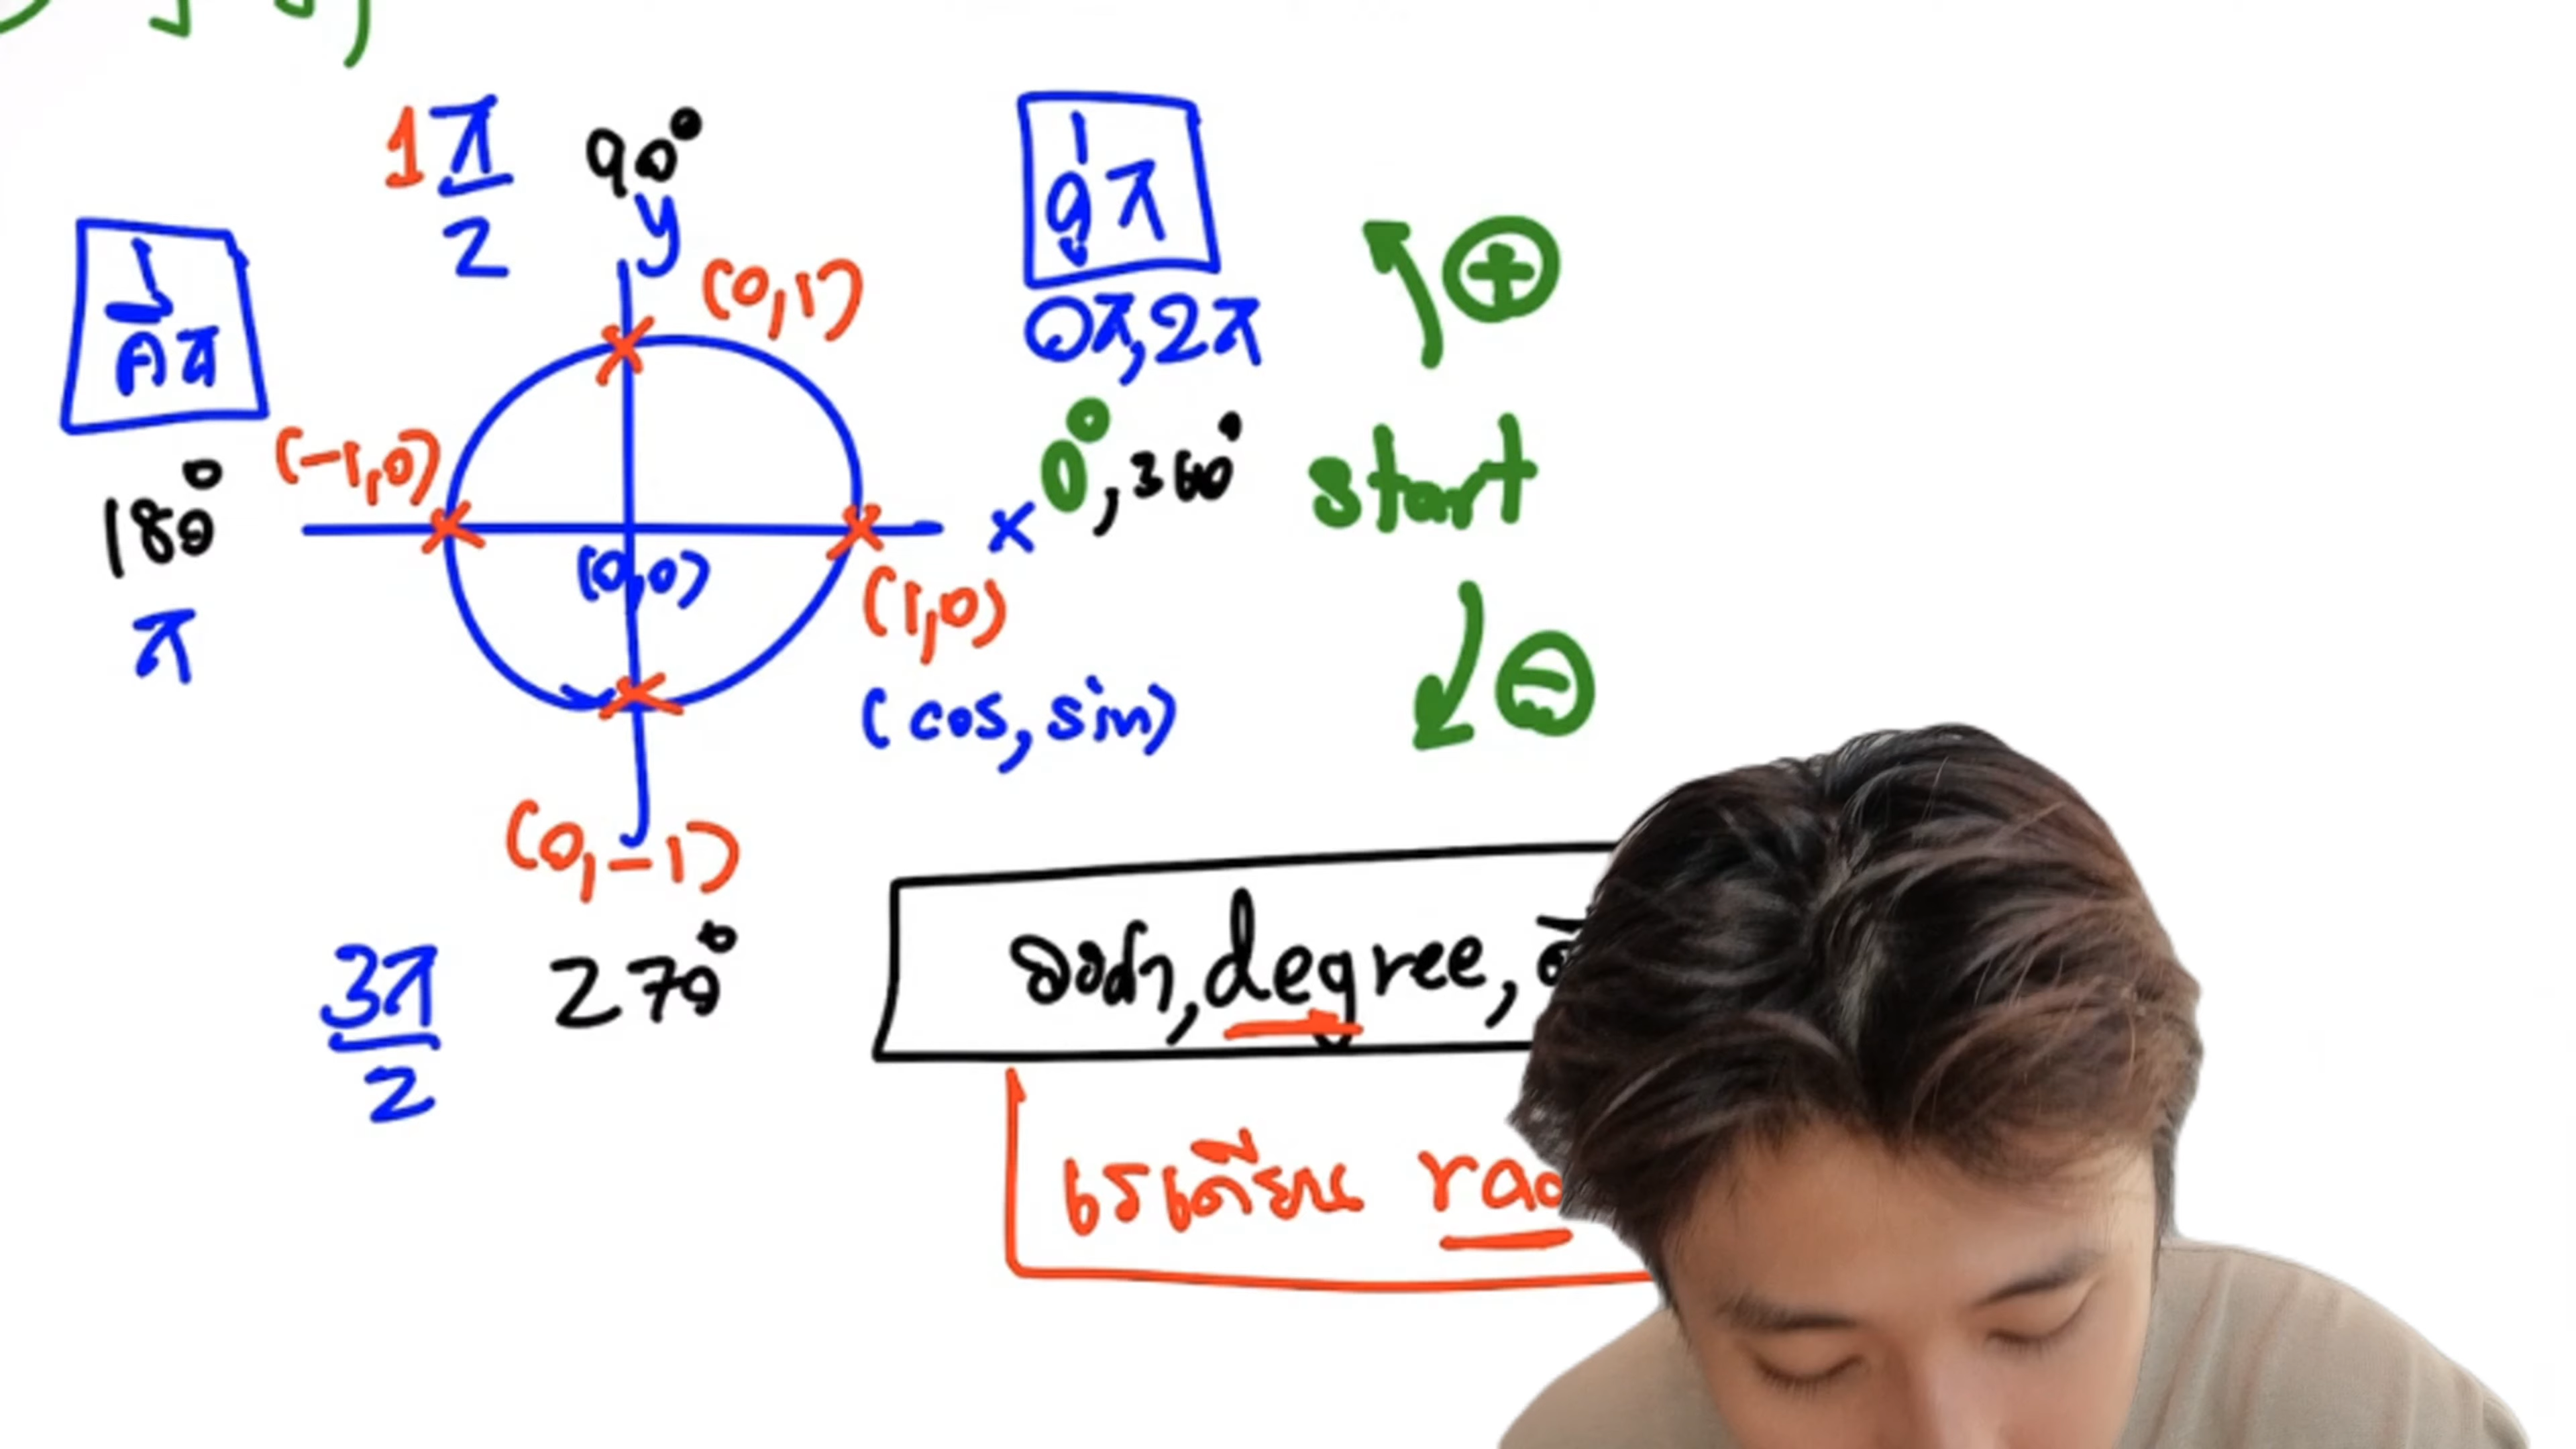 1π/2 90°
y
(0,1)
คู่π
0π,2π
คี่π
(-1,0)
180°
π
(0,0)
x
0°,360°
start
+
−
(1,0)
(cos,sin)
(0,-1)
3π/2 270°
องศา,degree,
เรเดียน